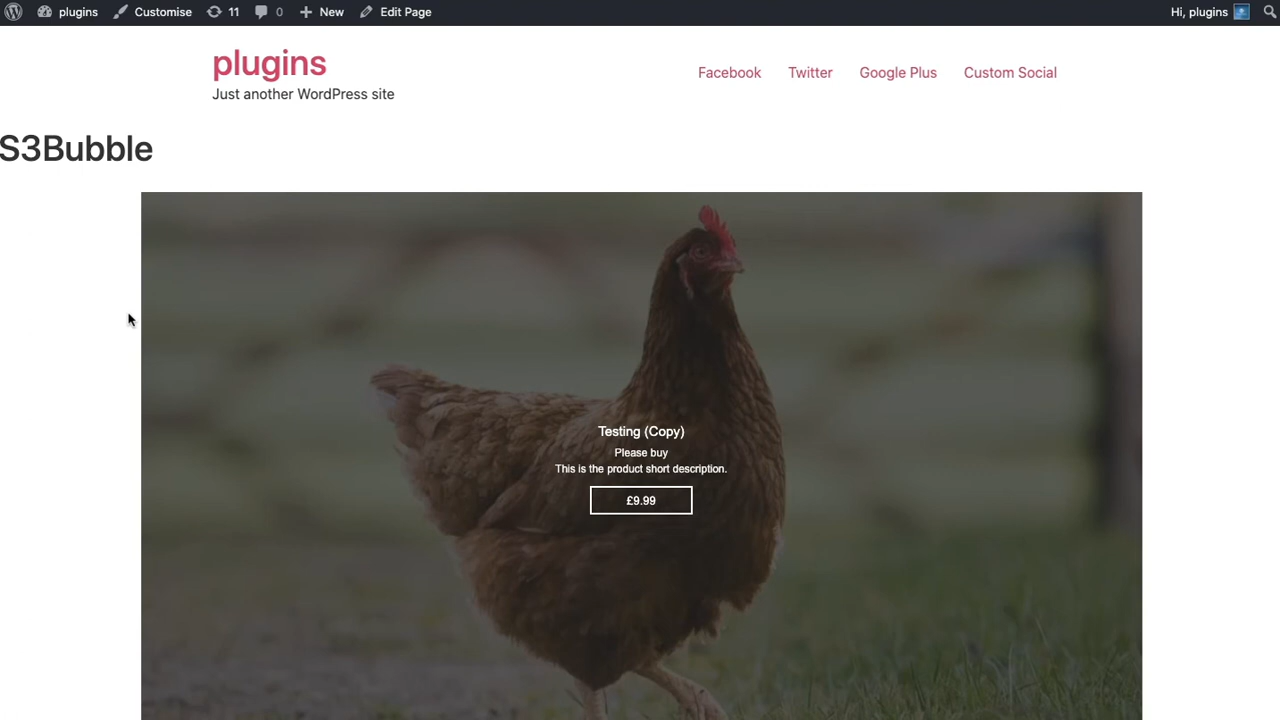 plugins Customise 11 0 New Edit Page Hi, plugins
plugins
Just another WordPress site
Facebook Twitter Google Plus Custom Social
S3Bubble
Testing (Copy)
Please buy
This is the product short description.
£9.99